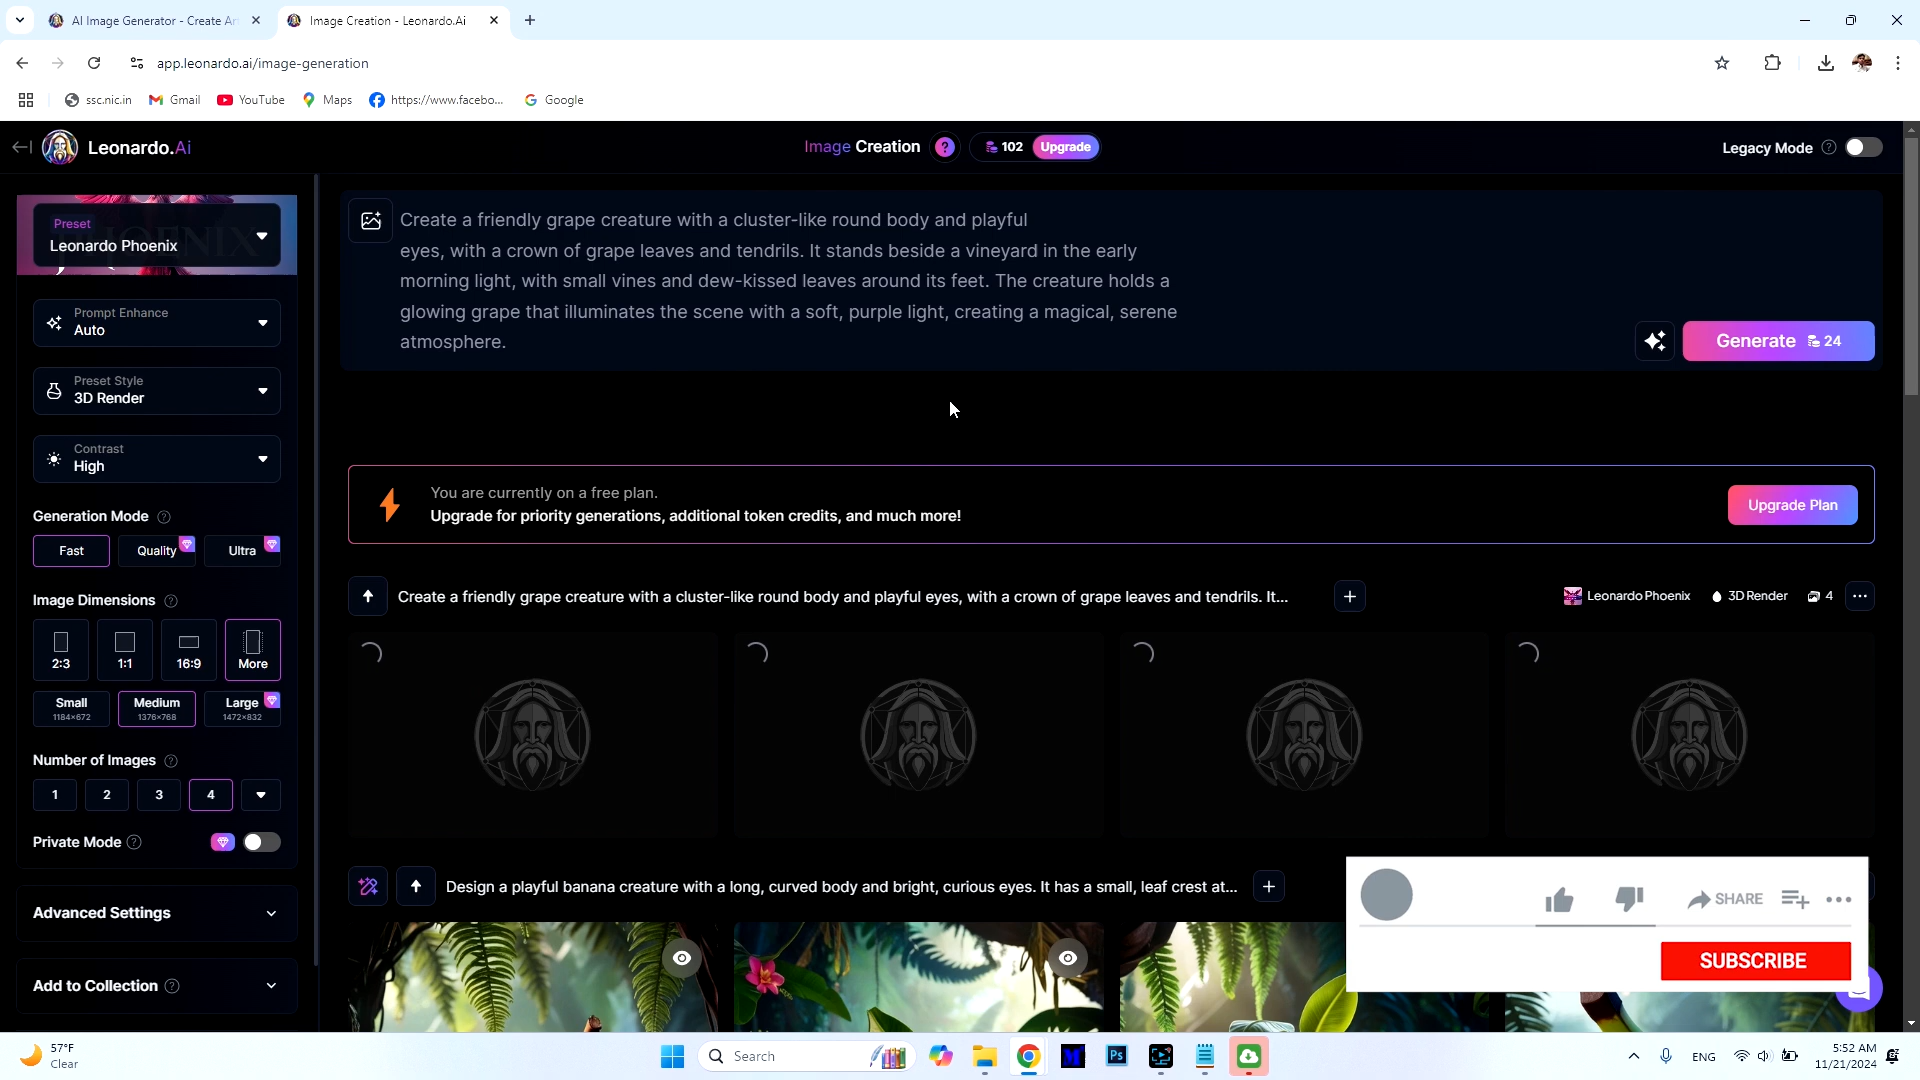 AI Image Generator - Create Ar
Image Creation - Leonardo.Ai
app.leonardo.ai/image-generation
ssc.nic.in
Gmail
YouTube
Maps
https://www.facebo...
Google
Leonardo.Ai
Image Creation
?
102
Upgrade
Legacy Mode
Preset
Leonardo Phoenix
Prompt Enhance
Auto
Preset Style
3D Render
Contrast
High
Generation Mode
Fast
Quality
Ultra
Image Dimensions
2:3
1:1
16:9
More
Small
1184×672
Medium
1376×768
Large
1472×832
Number of Images
1
2
3
4
Private Mode
Advanced Settings
Add to Collection
Create a friendly grape creature with a cluster-like round body and playful
eyes, with a crown of grape leaves and tendrils. It stands beside a vineyard in the early
morning light, with small vines and dew-kissed leaves around its feet. The creature holds a
glowing grape that illuminates the scene with a soft, purple light, creating a magical, serene
atmosphere.
Generate 24
You are currently on a free plan.
Upgrade for priority generations, additional token credits, and much more!
Upgrade Plan
Create a friendly grape creature with a cluster-like round body and playful eyes, with a crown of grape leaves and tendrils. It...
Leonardo Phoenix
3D Render
4
Design a playful banana creature with a long, curved body and bright, curious eyes. It has a small, leaf crest at...
SHARE
SUBSCRIBE
57°F
Clear
Search
Ps
ENG
5:52 AM
11/21/2024